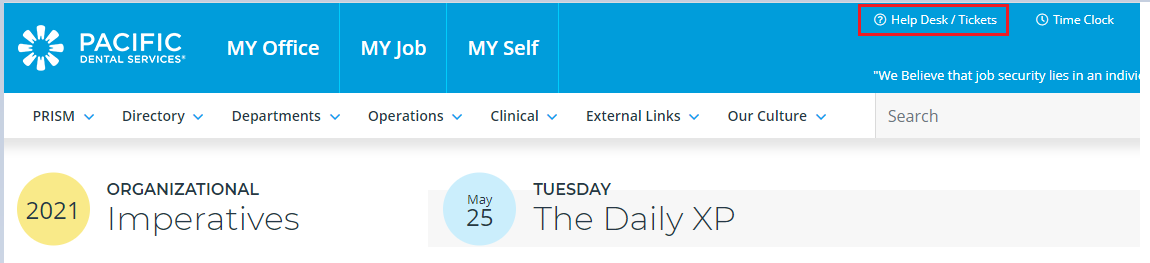 Help Desk / Tickets Time Clock
PACIFIC
DENTAL SERVICES®
MY Office MY Job MY Self
"We Believe that job security lies in an indivi
PRISM Directory Departments Operations Clinical External Links Our Culture Search
2021 ORGANIZATIONAL
Imperatives
May
25
TUESDAY
The Daily XP